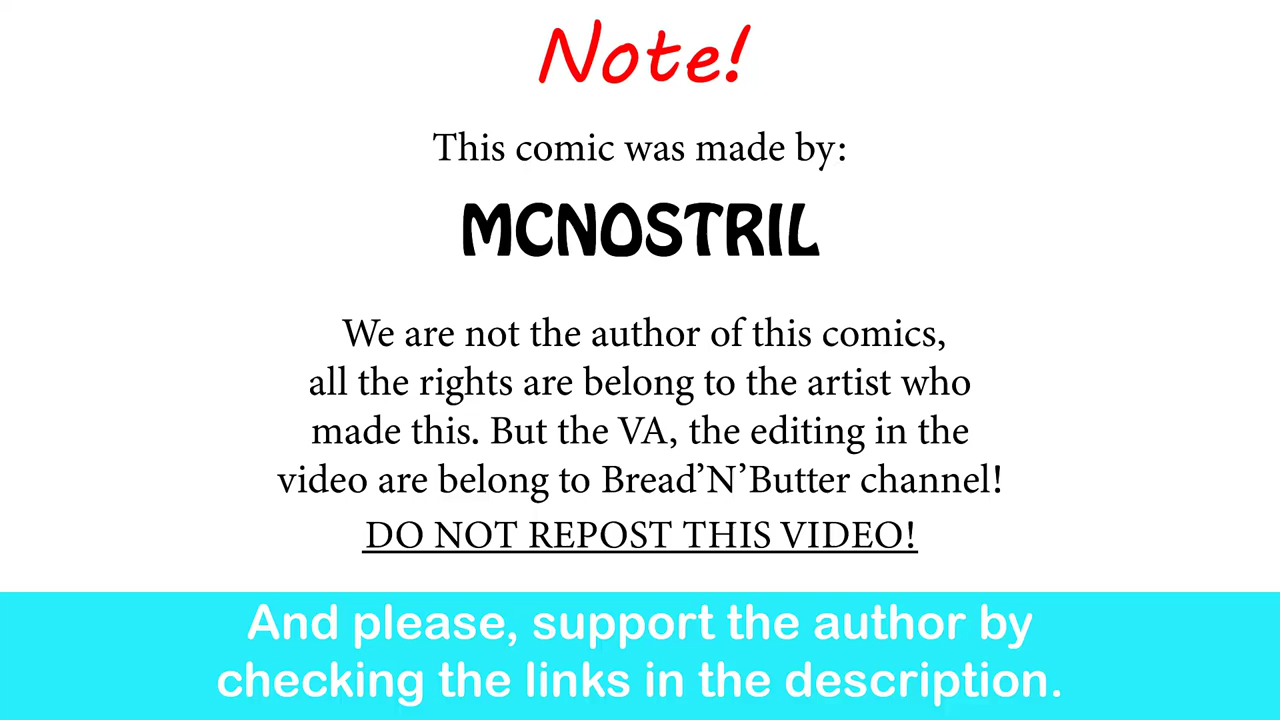 Note!
This comic was made by:
MCNOSTRIL
We are not the author of this comics,
all the rights are belong to the artist who
made this. But the VA, the editing in the
video are belong to Bread’N’Butter channel!
DO NOT REPOST THIS VIDEO!
And please, support the author by
checking the links in the description.